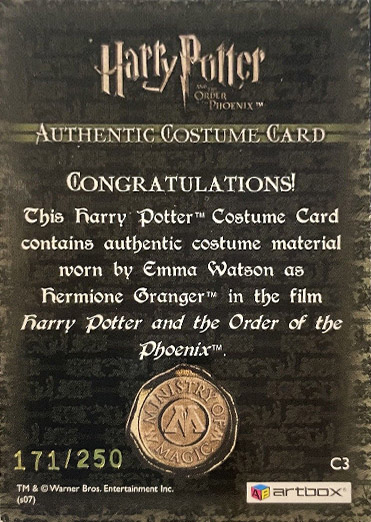 Harry Potter
AND THE
ORDER
OF THE
PHOENIX™
AUTHENTIC COSTUME CARD
CONGRATULATIONS!
This Harry Potter™ Costume Card
contains authentic costume material
worn by Emma Watson as
Hermione Granger™ in the film
Harry Potter and the Order of the
Phoenix™.
MINISTRY OF MAGIC
M
171/250
TM & © Warner Bros. Entertainment Inc.
(s07)
C3
artbox